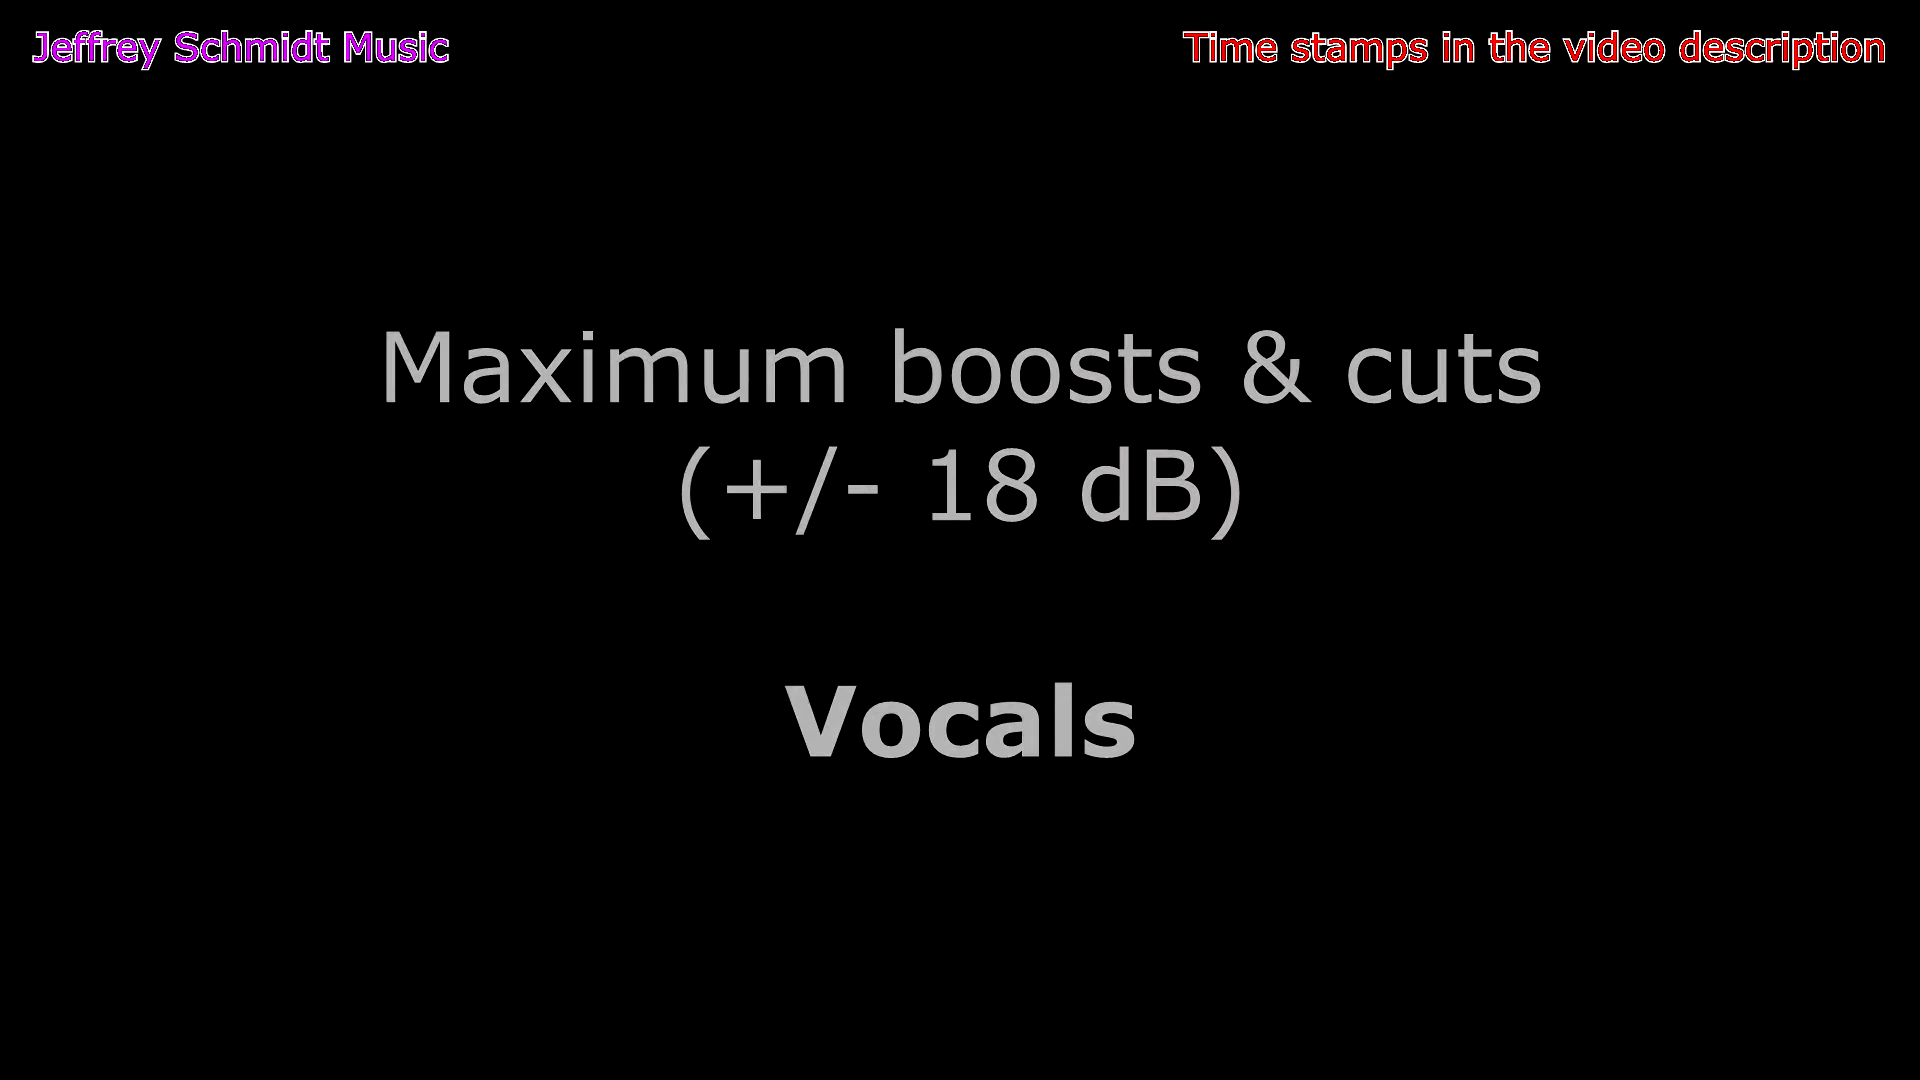 Jeffrey Schmidt Music
Time stamps in the video description
Maximum boosts & cuts
(+/- 18 dB)
Vocals